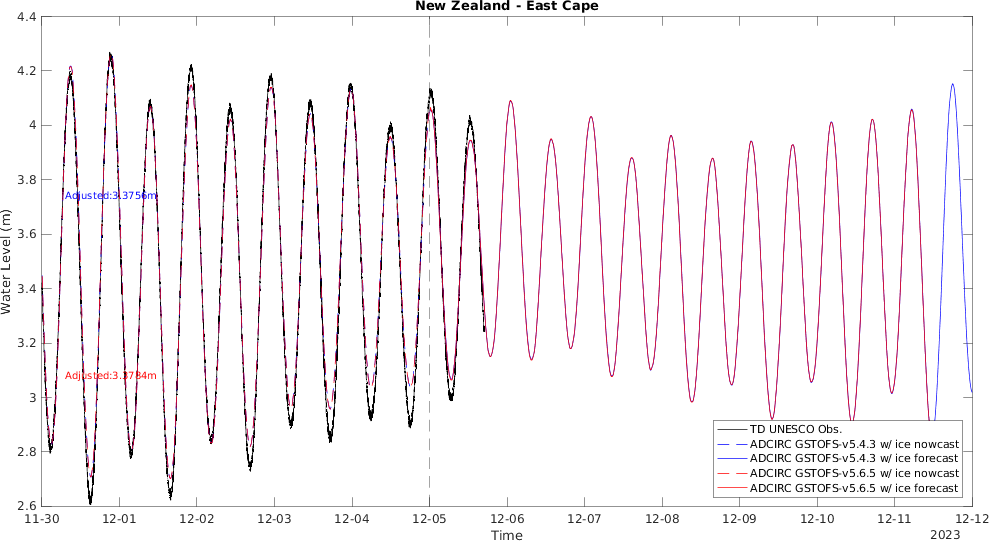 New Zealand - East Cape
4.4
4.2
4
3.8
3.6
3.4
3.2
3
2.8
2.6
Water Level (m)
Adjusted:3.3756m
Adjusted:3.3784m
TD UNESCO Obs.
ADCIRC GSTOFS-v5.4.3 w/ ice nowcast
ADCIRC GSTOFS-v5.4.3 w/ ice forecast
ADCIRC GSTOFS-v5.6.5 w/ ice nowcast
ADCIRC GSTOFS-v5.6.5 w/ ice forecast
11-30 12-01 12-02 12-03 12-04 12-05 12-06 12-07 12-08 12-09 12-10 12-11 12-12
Time
2023